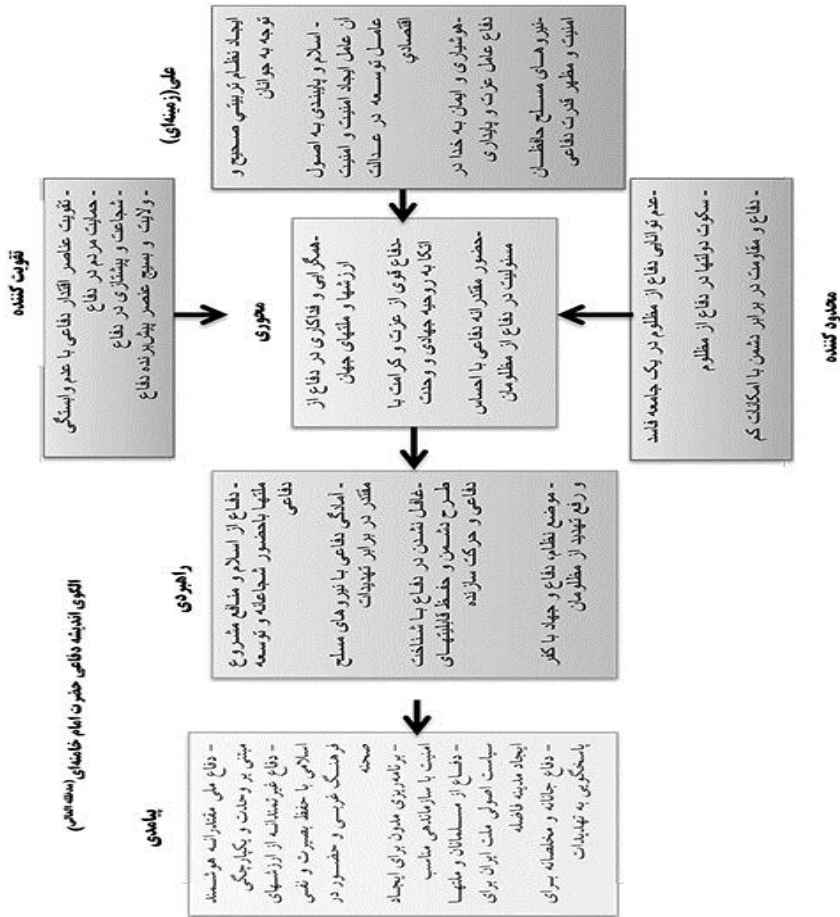 الگوی اندیشه دفاعی حضرت امام خامنه‌ای (مدظله العالی)
علی(زمینه‌ای)
ایجاد نظام تربیتی صحیح و
توجه به جوانان
- اسلام و پایبندی به اصول
آن عامل ایجاد امنیت و امنیت
عامل توسعه در عدالت
اقتصادی
-هوشیاری و ایمان به خدا در
دفاع عامل عزت و پایداری
-نیروهای مسلح حافظان
امنیت و مظهر قدرت دفاعی
تقویت کننده
-تقویت عناصر اقتدار دفاعی با عدم وابستگی
- حمایت مردم در دفاع
- شجاعت و پیشتازی در دفاع
- ولایت و بسیج عنصر پیش‌برنده دفاع
محوری
-همگرایی و فداکاری در دفاع از
ارزشها و ملتهای جهان
-دفاع قوی از عزت و کرامت با
اتکا به روحیه جهادی و وحدت
-حضور مقتدرانه دفاعی با احساس
مسئولیت در دفاع از مظلومان
محدود کننده
-عدم توانایی دفاع از مظلوم در یک جامعه فاسد
- سکوت دولتها در دفاع از مظلوم
- دفاع و مقاومت در برابر دشمن با امکانات کم
راهبردی
- دفاع از اسلام و منافع مشروع
ملتها باحضور شجاعانه و توسعه
دفاعی
- آمادگی دفاعی با نیروهای مسلح
مقتدر در برابر تهدیدات
-غافل نشدن در دفاع با شناخت
طرح دشمن و حفظ قابلیتهای
دفاعی و حرکت سازنده
- موضع نظام، دفاع و جهاد با کفر
و رفع تهدید از مظلومان
پیامدی
- دفاع ملی مقتدرانه هوشمند
مبتنی بر وحدت و یکپارچگی
- دفاع غیرتمندانه از ارزشهای
اسلامی با حفظ بصیرت و نفی
فرهنگ غربی و حضور در
صحنه
- برنامه‌ریزی مدون برای ایجاد
امنیت با سازماندهی مناسب
- دفاع از مسلمانان و ملتها
سیاست اصولی ملت ایران برای
ایجاد مدینه فاضله
- دفاع جانانه و مخلصانه برای
پاسخگویی به تهدیدات